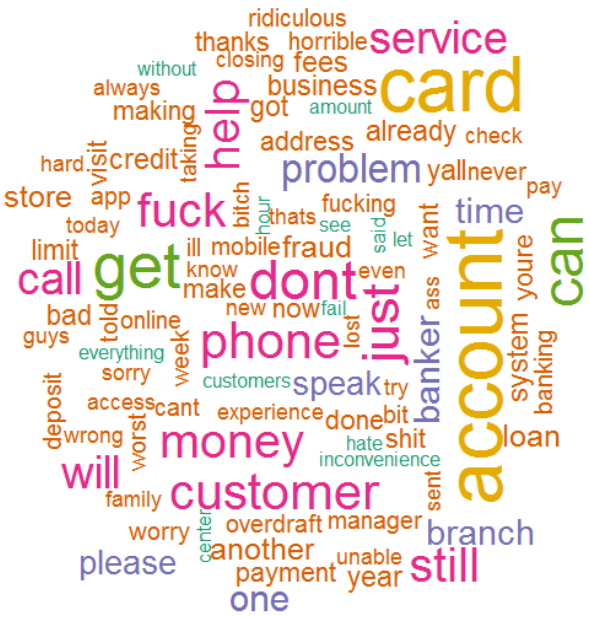 ridiculous
thanks horrible service
without closing fees
always business card
making help got amount
address already check
hard visit credit taking problem yall never
store app bitch fucking pay
today fuck hour thats see said want time
limit ill mobile fraud let youre can
call get know dont even
make new now fail ass account
bad told online phone lost just system
guys week banker banking
everything
sorry customers speak try
deposit access cant experience done bit
wrong worst money hate shit loan
inconvenience
will customer sent
family
worry center overdraft manager branch
please another unable still
payment year
one